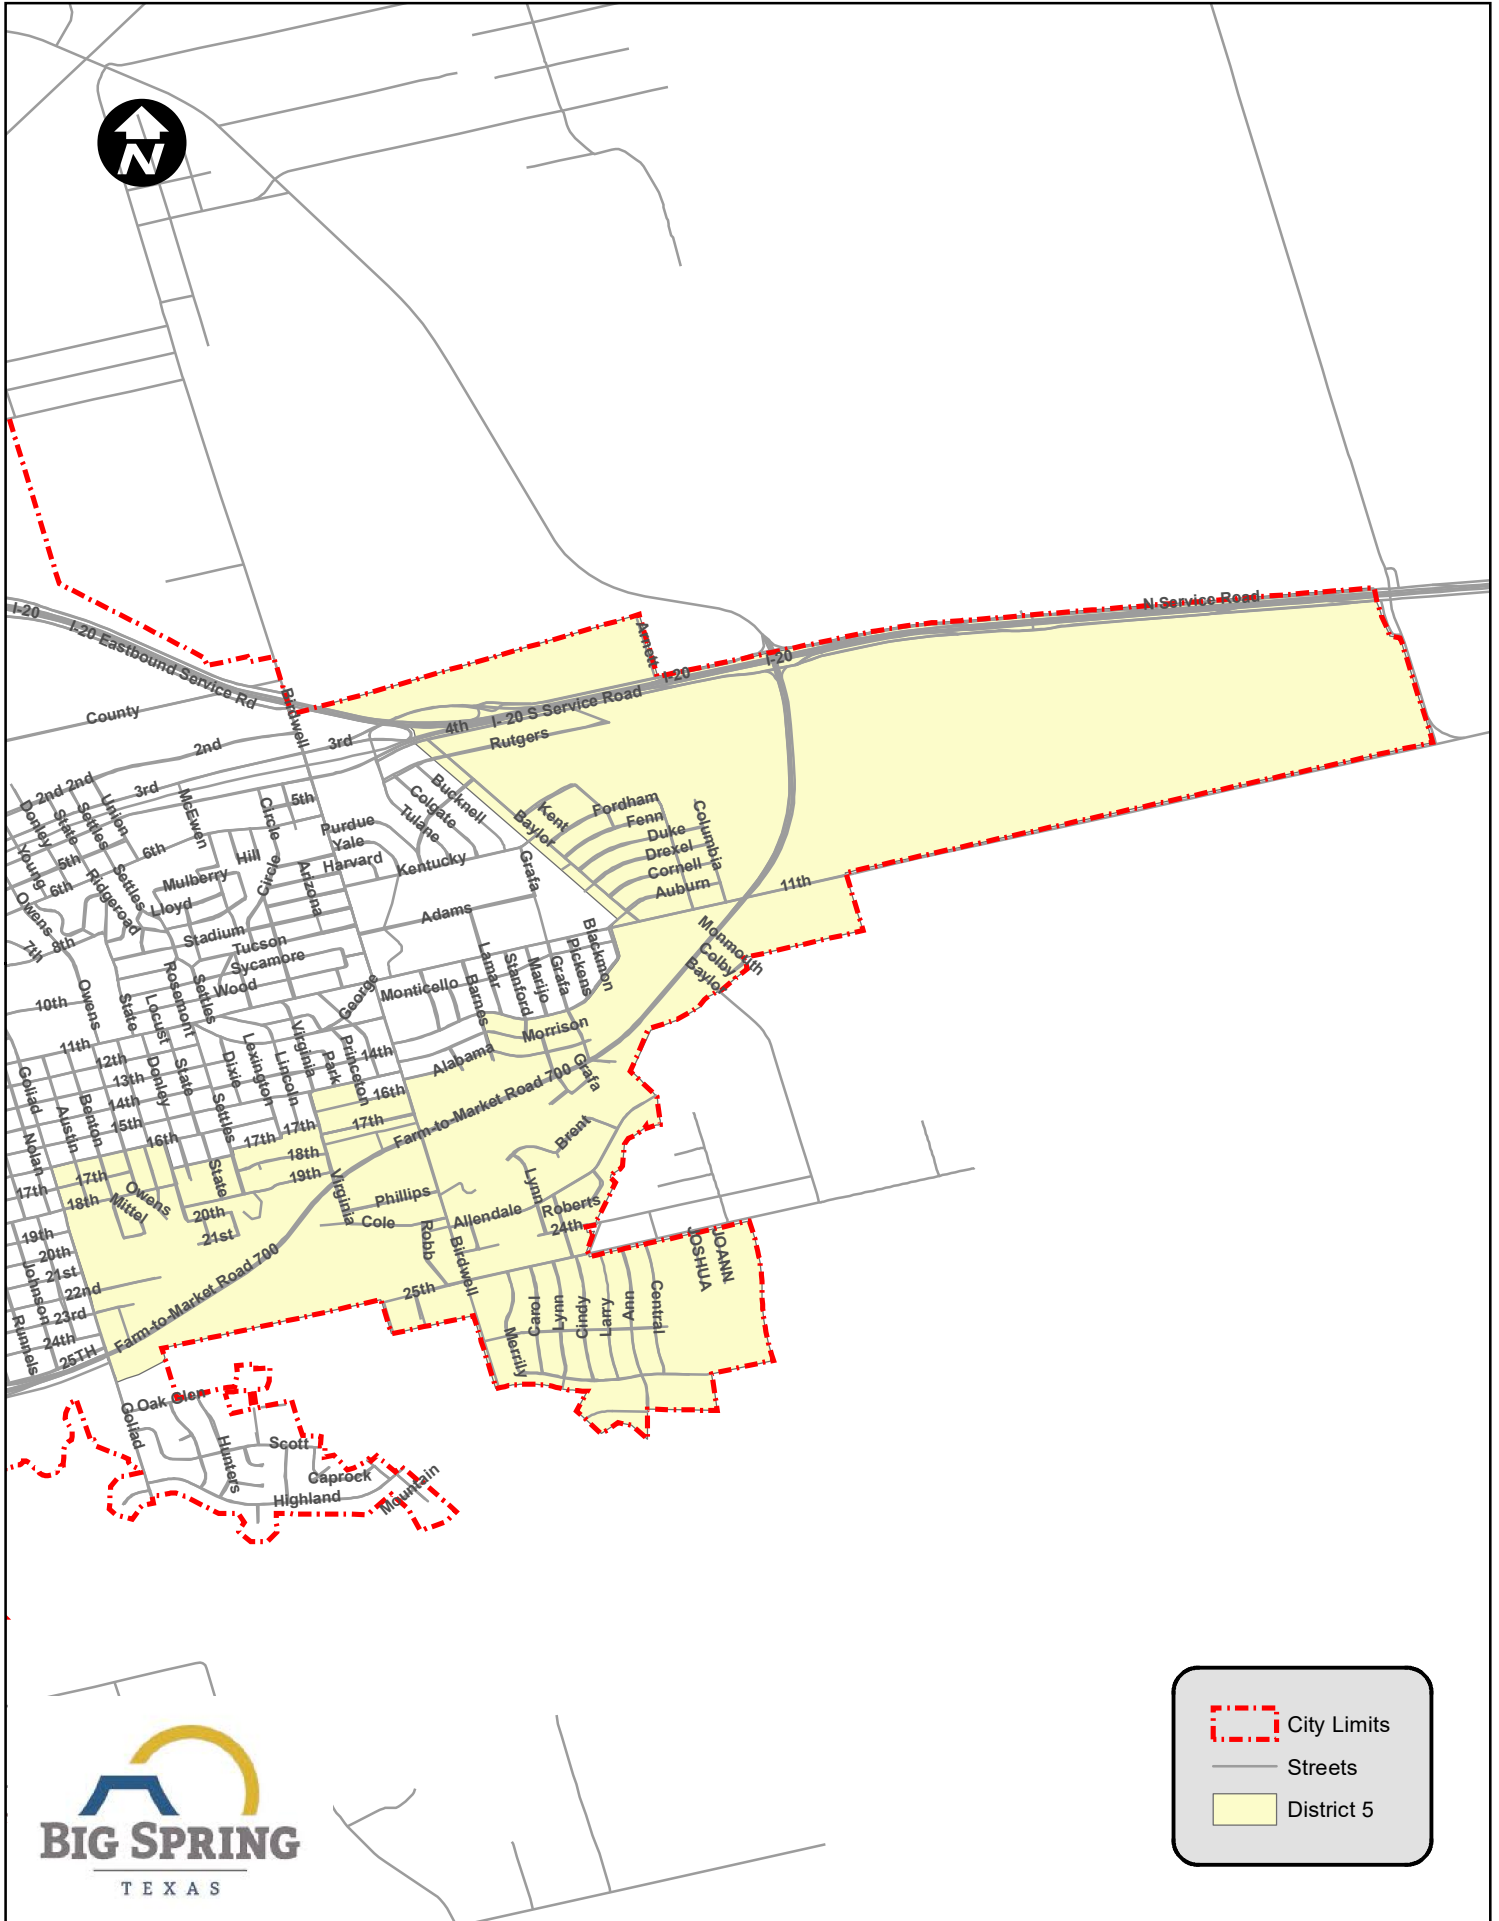 N
Arnett
N Service Road
I-20
I-20
I-20
I-20 Eastbound Service Rd
Birdwell
County
I- 20 S Service Road
4th
Rutgers
2nd
3rd
2nd
2nd
3rd
5th
Donley
State
Settles
Union
McEwen
Circle
Bucknell
Colgate
Tulane
Kent
Baylor
Fordham
Fenn
Duke
Drexel
Cornell
Auburn
Columbia
Purdue
Yale
Harvard
Kentucky
Grafa
Young
5th
6th
6th
Hill
Mulberry
Lloyd
Circle
Arizona
Settles
Ridgeroad
Owens
7th
8th
Stadium
Tucson
Sycamore
Wood
Adams
11th
Monmouth
Colby
Baylor
Blackmon
Pickens
Grafa
Marijo
Stanford
Lamar
Barnes
Monticello
George
10th
Owens
State
Locust
Rosemont
Settles
Morrison
Alabama
Grafa
11th
12th
13th
14th
15th
16th
Goliad
Austin
Benton
Donley
State
Dixie
Settles
Lexington
Lincoln
Virginia
Park
Princeton
14th
16th
17th
17th
17th
18th
19th
Farm-to-Market Road 700
Brent
Nolan
17th
17th
18th
Mittel
Owens
State
20th
21st
Virginia
Phillips
Cole
Robb
Birdwell
Allendale
Lynn
Roberts
24th
19th
20th
21st
22nd
23rd
24th
25TH
Johnson
Runnels
Farm-to-Market Road 700
25th
Merrily
Carol
Lynn
Cindy
Larry
Ann
Central
JOSHUA
JOANN
Oak Glen
Goliad
Hunters
Scott
Caprock
Highland
Mountain
City Limits
Streets
District 5
BIG SPRING
TEXAS